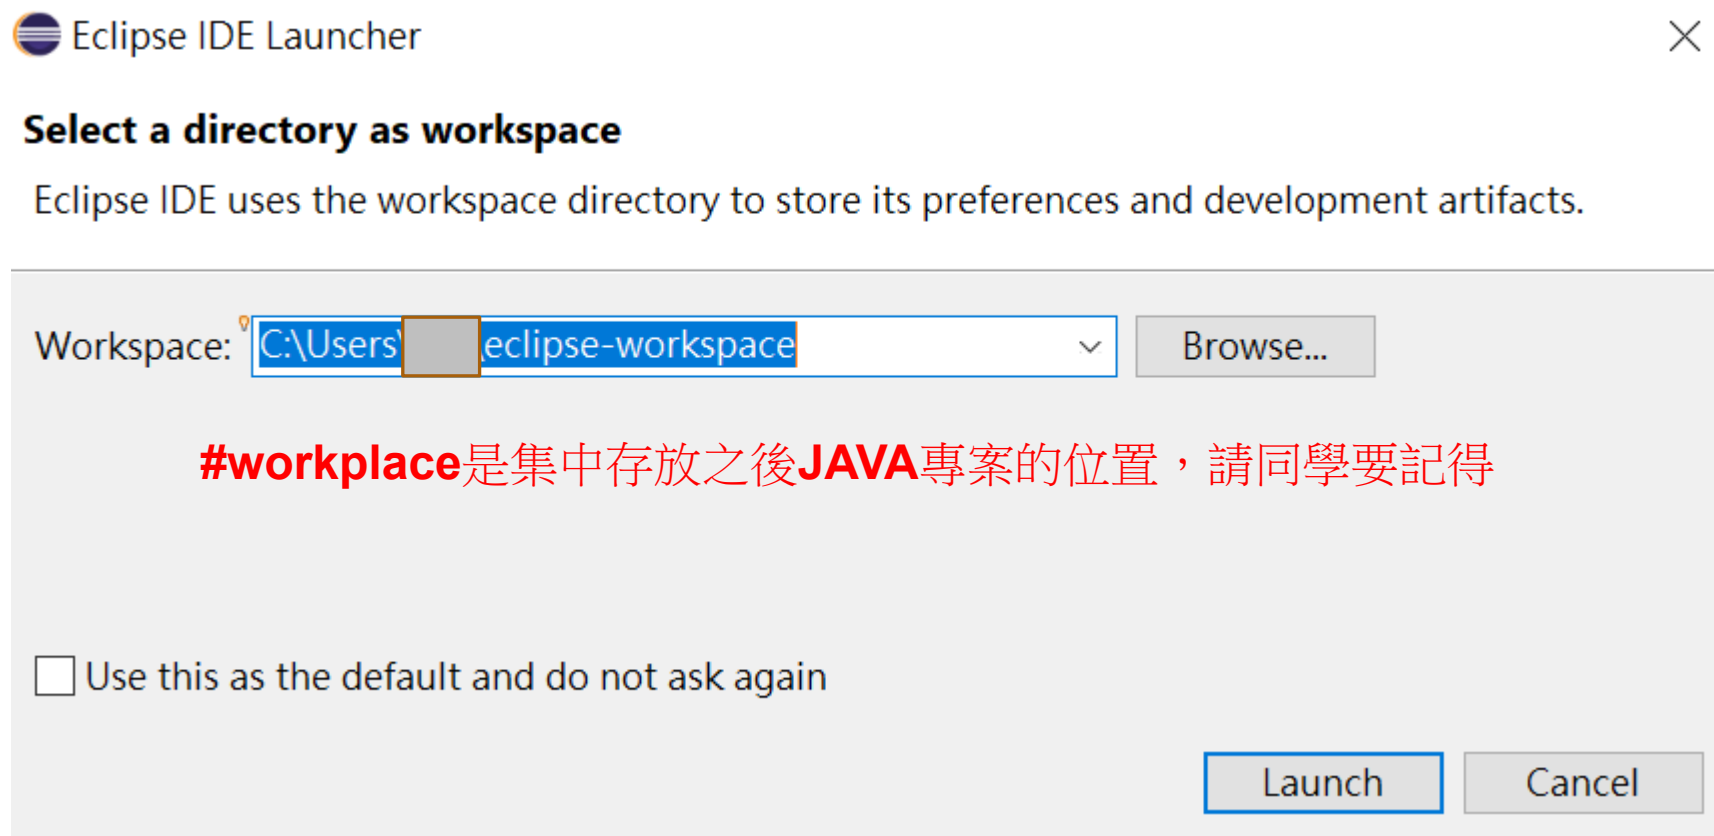 Eclipse IDE Launcher
Select a directory as workspace
Eclipse IDE uses the workspace directory to store its preferences and development artifacts.
Workspace: C:\Users\ \eclipse-workspace Browse...
#workplace是集中存放之後JAVA專案的位置，請同學要記得
Use this as the default and do not ask again
Launch Cancel